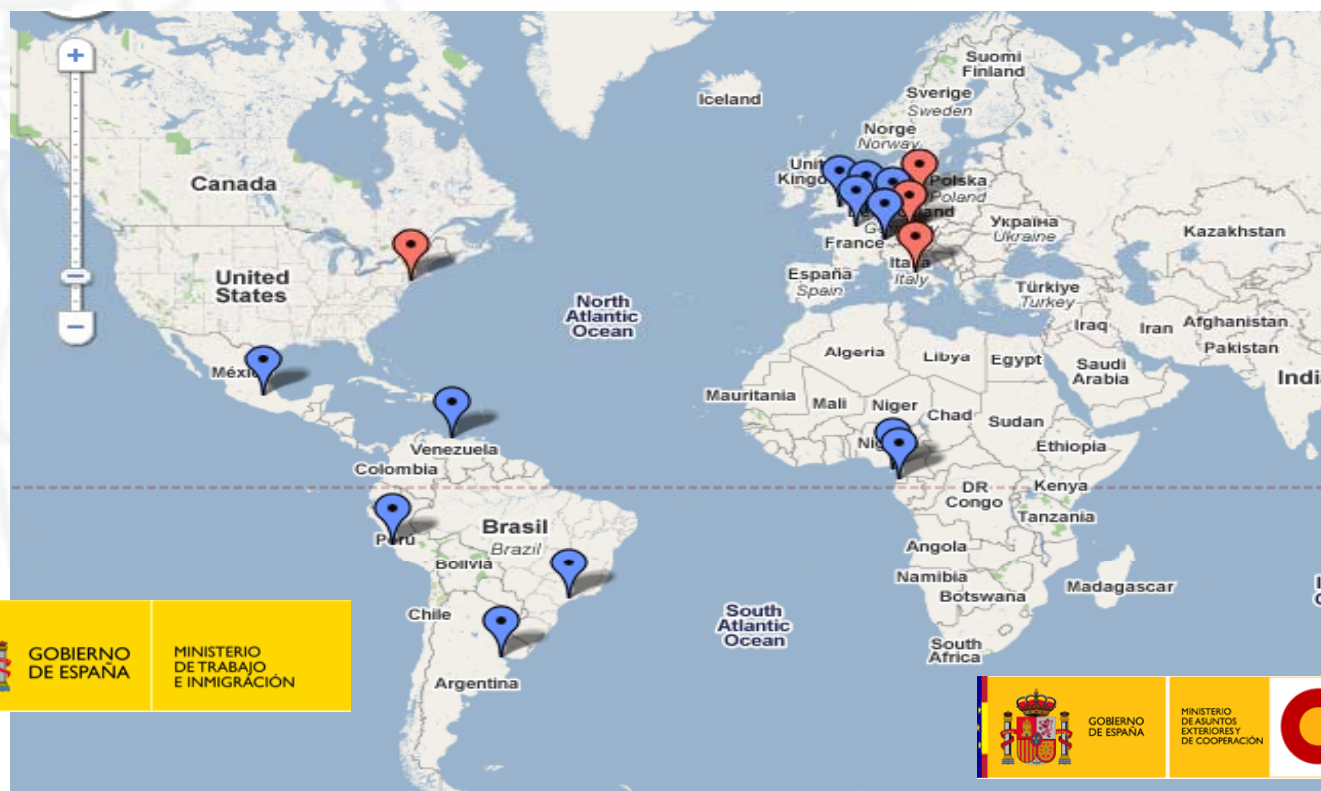 +
−
−
Iceland
Suomi
Finland
Sverige
Sweden
Norge
Norway
Canada
Polska
Poland
Україна
Ukraine
Kazakhstan
France
United
States
Italy
España
Spain
Türkiye
Turkey
North
Atlantic
Ocean
Iraq
Iran
Afghanistan
Pakistan
Algeria
Libya
Egypt
Saudi
Arabia
Mauritania
Mali
Niger
Chad
Sudan
Ethiopia
Venezuela
Colombia
DR
Congo
Kenya
Tanzania
Brasil
Brazil
Perú
Bolivia
Angola
Namibia
Botswana
Madagascar
Chile
South
Atlantic
Ocean
South
Africa
Argentina
GOBIERNO
DE ESPAÑA
MINISTERIO
DE TRABAJO
E INMIGRACIÓN
GOBIERNO
DE ESPAÑA
MINISTERIO
DE ASUNTOS
EXTERIORES Y
DE COOPERACIÓN